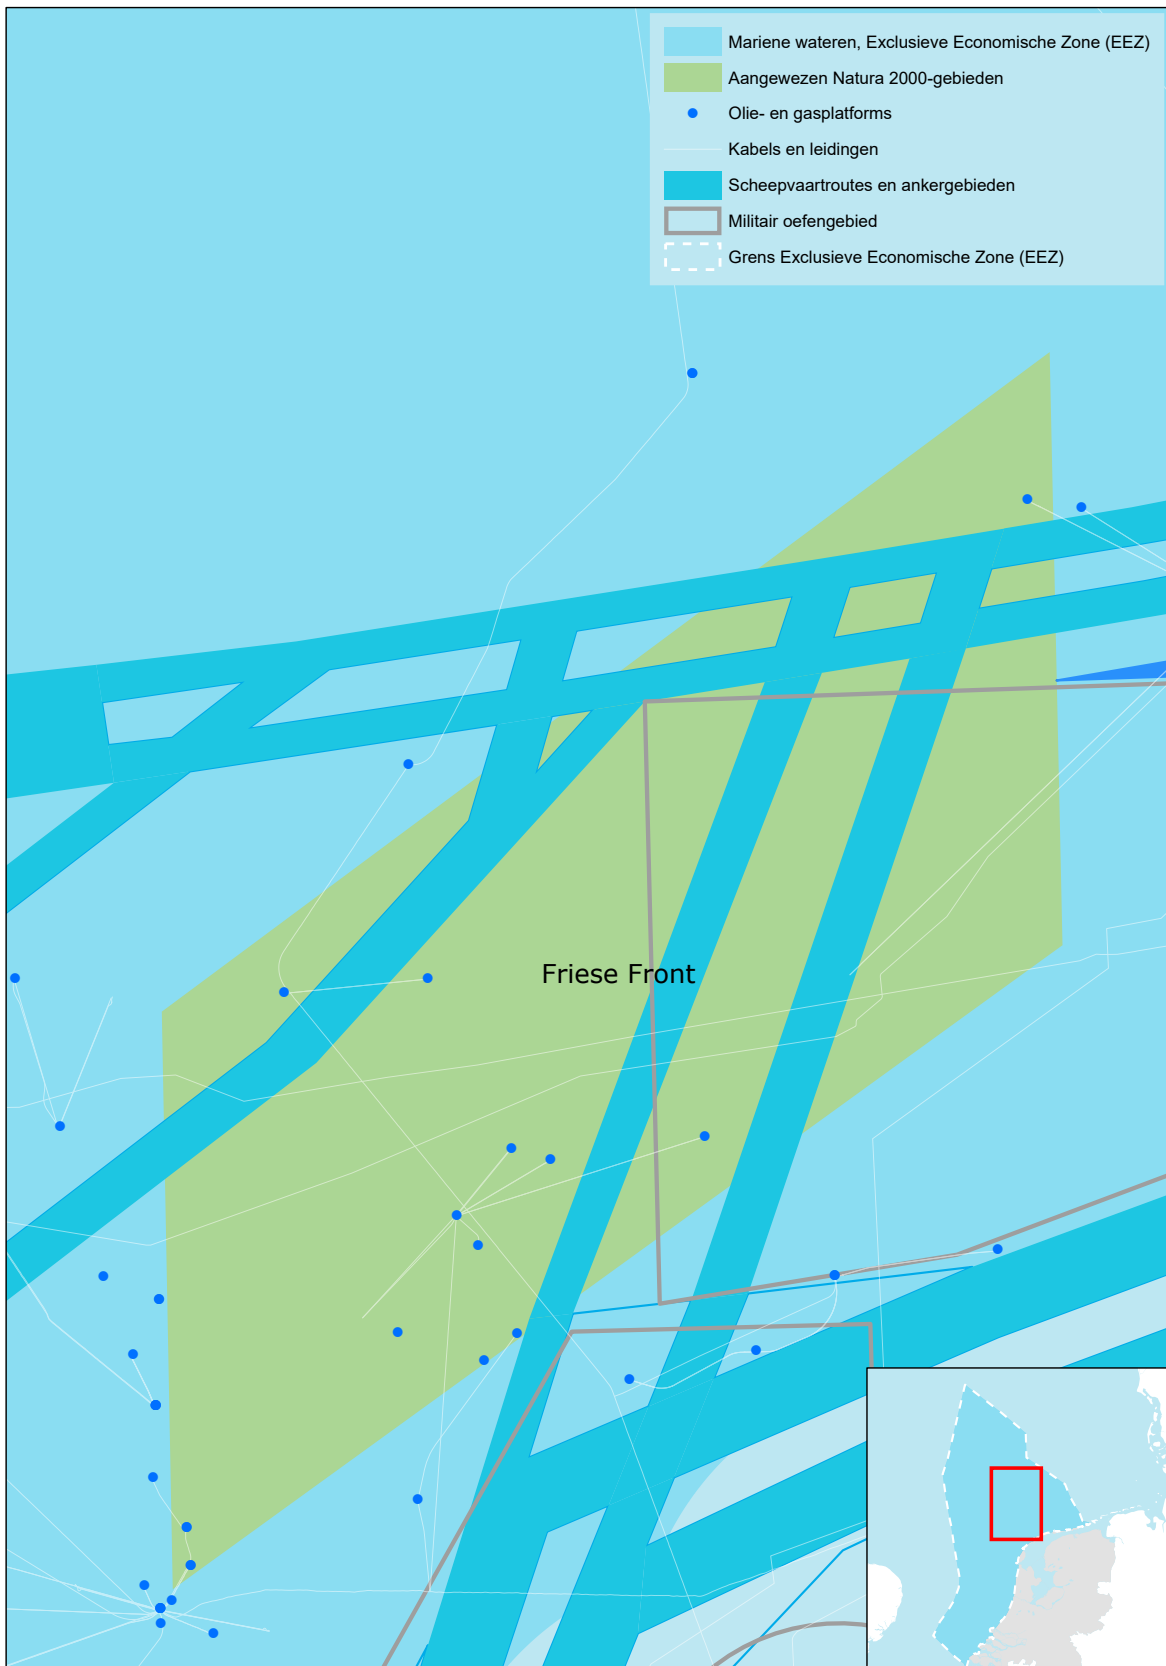 Mariene wateren, Exclusieve Economische Zone (EEZ)
Aangewezen Natura 2000-gebieden
Olie- en gasplatforms
Kabels en leidingen
Scheepvaartroutes en ankergebieden
Militair oefengebied
Grens Exclusieve Economische Zone (EEZ)
Friese Front